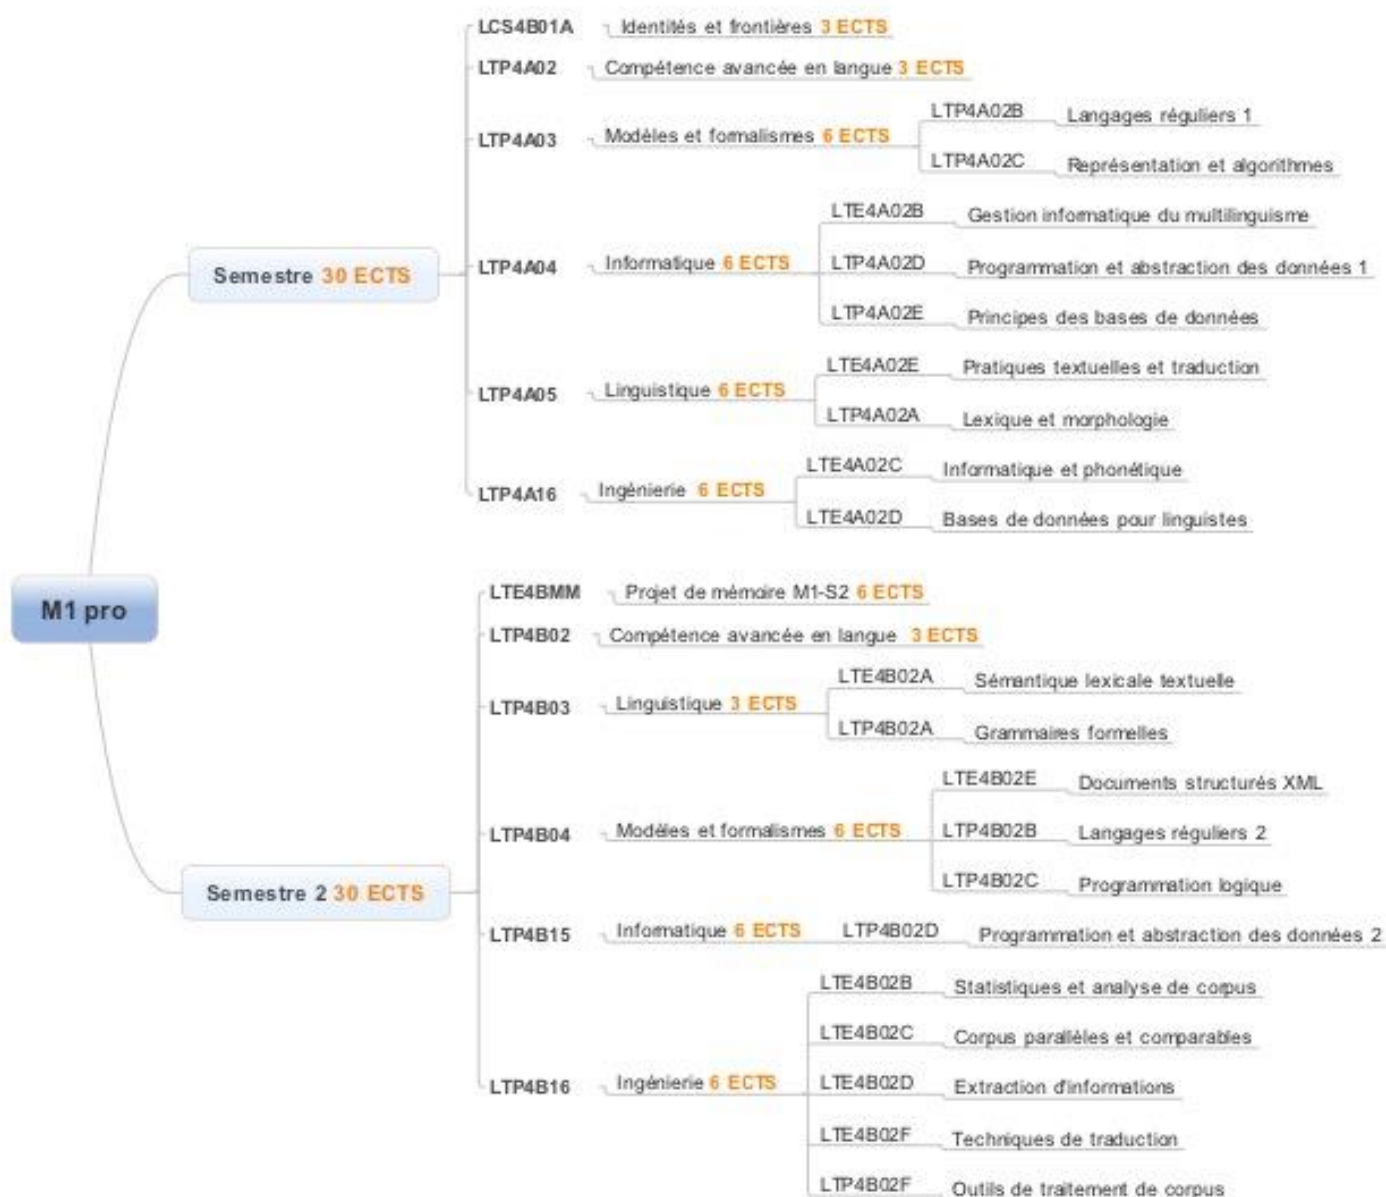 M1 pro
Semestre 30 ECTS
LCS4B01A Identités et frontières 3 ECTS
LTP4A02 Compétence avancée en langue 3 ECTS
LTP4A03 Modèles et formalismes 6 ECTS
LTP4A02B Langages réguliers 1
LTP4A02C Représentation et algorithmes
LTP4A04 Informatique 6 ECTS
LTE4A02B Gestion informatique du multilinguisme
LTP4A02D Programmation et abstraction des données 1
LTP4A02E Principes des bases de données
LTP4A05 Linguistique 6 ECTS
LTE4A02E Pratiques textuelles et traduction
LTP4A02A Lexique et morphologie
LTP4A16 Ingénierie 6 ECTS
LTE4A02C Informatique et phonétique
LTE4A02D Bases de données pour linguistes
Semestre 2 30 ECTS
LTE4BMM Projet de mémoire M1-S2 6 ECTS
LTP4B02 Compétence avancée en langue 3 ECTS
LTP4B03 Linguistique 3 ECTS
LTE4B02A Sémantique lexicale textuelle
LTP4B02A Grammaires formelles
LTP4B04 Modèles et formalismes 6 ECTS
LTE4B02E Documents structurés XML
LTP4B02B Langages réguliers 2
LTP4B02C Programmation logique
LTP4B15 Informatique 6 ECTS
LTP4B02D Programmation et abstraction des données 2
LTP4B16 Ingénierie 6 ECTS
LTE4B02B Statistiques et analyse de corpus
LTE4B02C Corpus parallèles et comparables
LTE4B02D Extraction d'informations
LTE4B02F Techniques de traduction
LTP4B02F Outils de traitement de corpus